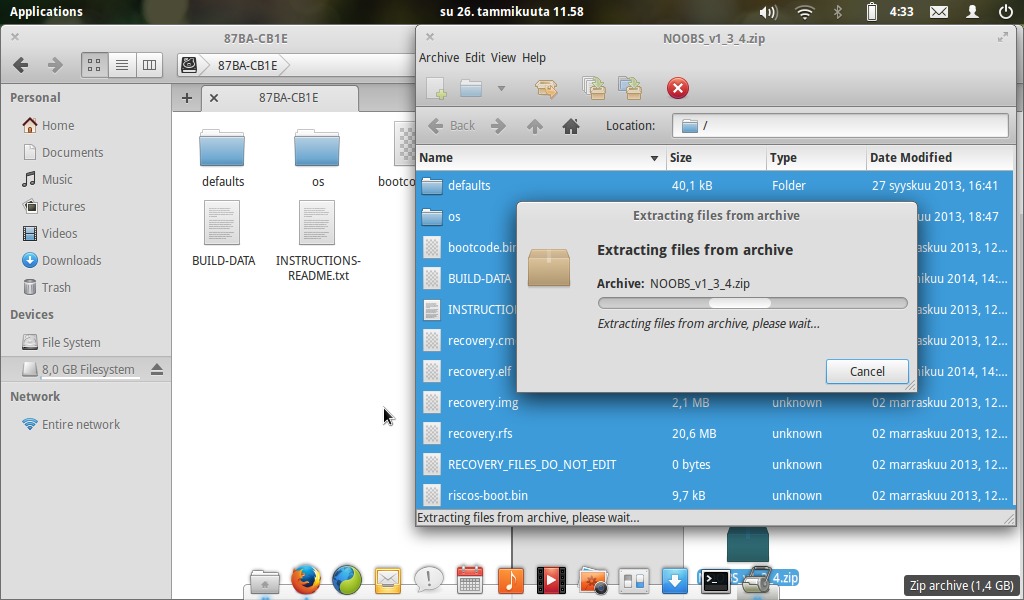 Applications
su 26. tammikuuta 11.58
4:33
87BA-CB1E
87BA-CB1E
Personal
Home
Documents
Music
Pictures
Videos
Downloads
Trash
Devices
File System
8,0 GB Filesystem
Network
Entire network
87BA-CB1E
defaults
os
bootco
BUILD-DATA
INSTRUCTIONS-
README.txt
NOOBS_v1_3_4.zip
Archive Edit View Help
Back
Location: /
Name Size Type Date Modified
defaults 40,1 kB Folder 27 syyskuu 2013, 16:41
os kuu 2013, 18:47
bootcode.bin uu 2013, 12...
BUILD-DATA ikuu 2014, 14:...
INSTRUCTIO uu 2013, 12...
recovery.cm uu 2013, 12...
recovery.elf ikuu 2014, 14:...
recovery.img 2,1 MB unknown 02 marraskuu 2013, 12...
recovery.rfs 20,6 MB unknown 02 marraskuu 2013, 12...
RECOVERY_FILES_DO_NOT_EDIT 0 bytes unknown 02 marraskuu 2013, 12...
riscos-boot.bin 9,7 kB unknown 02 marraskuu 2013, 12...
Extracting files from archive, please wait...
Extracting files from archive
Extracting files from archive
Archive: NOOBS_v1_3_4.zip
Extracting files from archive, please wait...
Cancel
_4.zip
Zip archive (1,4 GB)